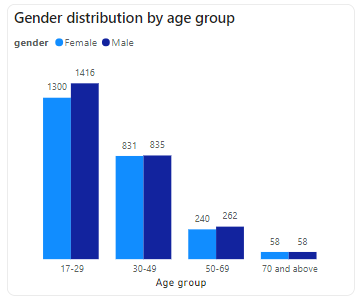 Gender distribution by age group
gender Female Male
1416
1300
831 835
240 262
58 58
17-29 30-49 50-69 70 and above
Age group